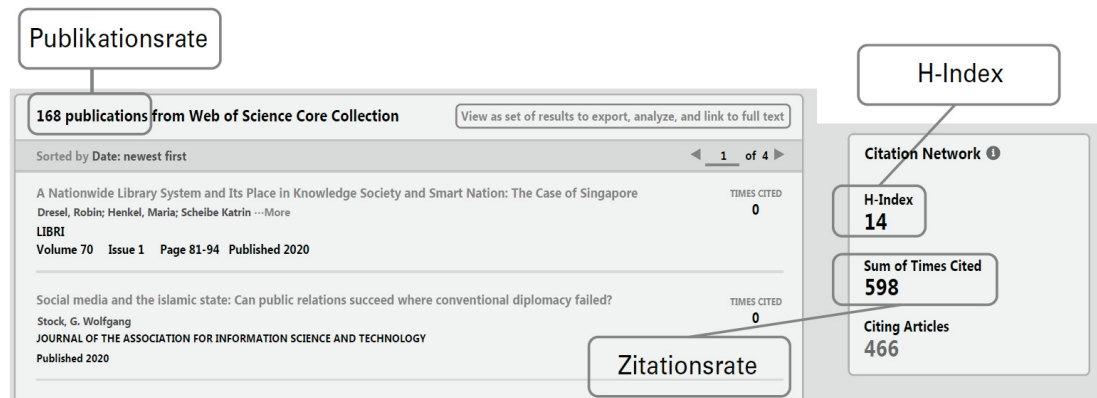 Publikationsrate
H-Index
168 publications from Web of Science Core Collection
View as set of results to export, analyze, and link to full text
Sorted by Date: newest first
1 of 4
A Nationwide Library System and Its Place in Knowledge Society and Smart Nation: The Case of Singapore
Dresel, Robin; Henkel, Maria; Scheibe Katrin ···More
LIBRI
Volume 70 Issue 1 Page 81-94 Published 2020
TIMES CITED
0
Social media and the islamic state: Can public relations succeed where conventional diplomacy failed?
Stock, G. Wolfgang
JOURNAL OF THE ASSOCIATION FOR INFORMATION SCIENCE AND TECHNOLOGY
Published 2020
TIMES CITED
0
Zitationsrate
Citation Network
H-Index
14
Sum of Times Cited
598
Citing Articles
466